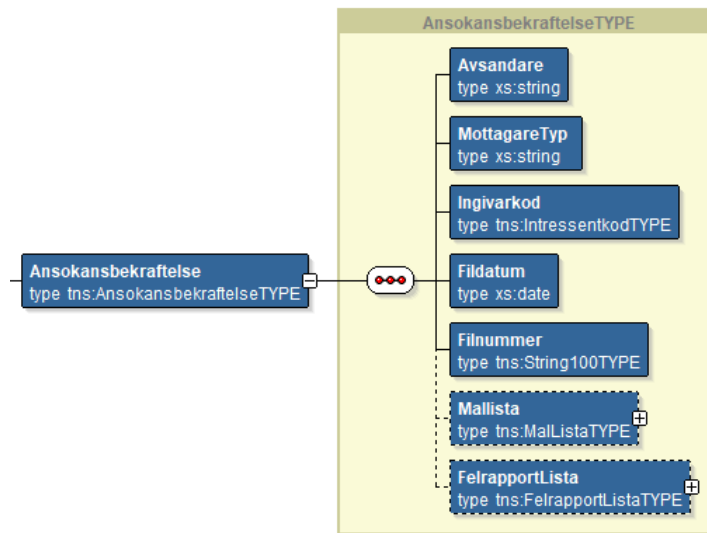 AnsokansbekraftelseTYPE
Avsandare
type xs:string
MottagareTyp
type xs:string
Ingivarkod
type tns:IntressentkodTYPE
Ansokansbekraftelse
type tns:AnsokansbekraftelseTYPE
Fildatum
type xs:date
Filnummer
type tns:String100TYPE
Mallista
type tns:MalListaTYPE
FelrapportLista
type tns:FelrapportListaTYPE